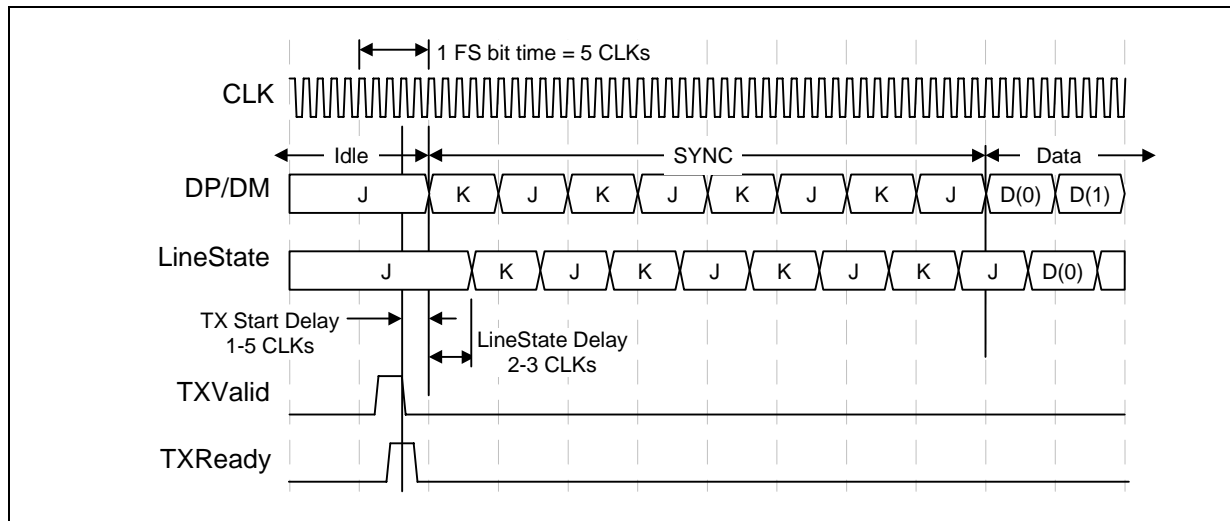 1 FS bit time = 5 CLKs
CLK
Idle SYNC Data
DP/DM J K J K J K J K J D(0) D(1)
LineState J K J K J K J K J D(0)
TX Start Delay
1-5 CLKs
LineState Delay
2-3 CLKs
TXValid
TXReady